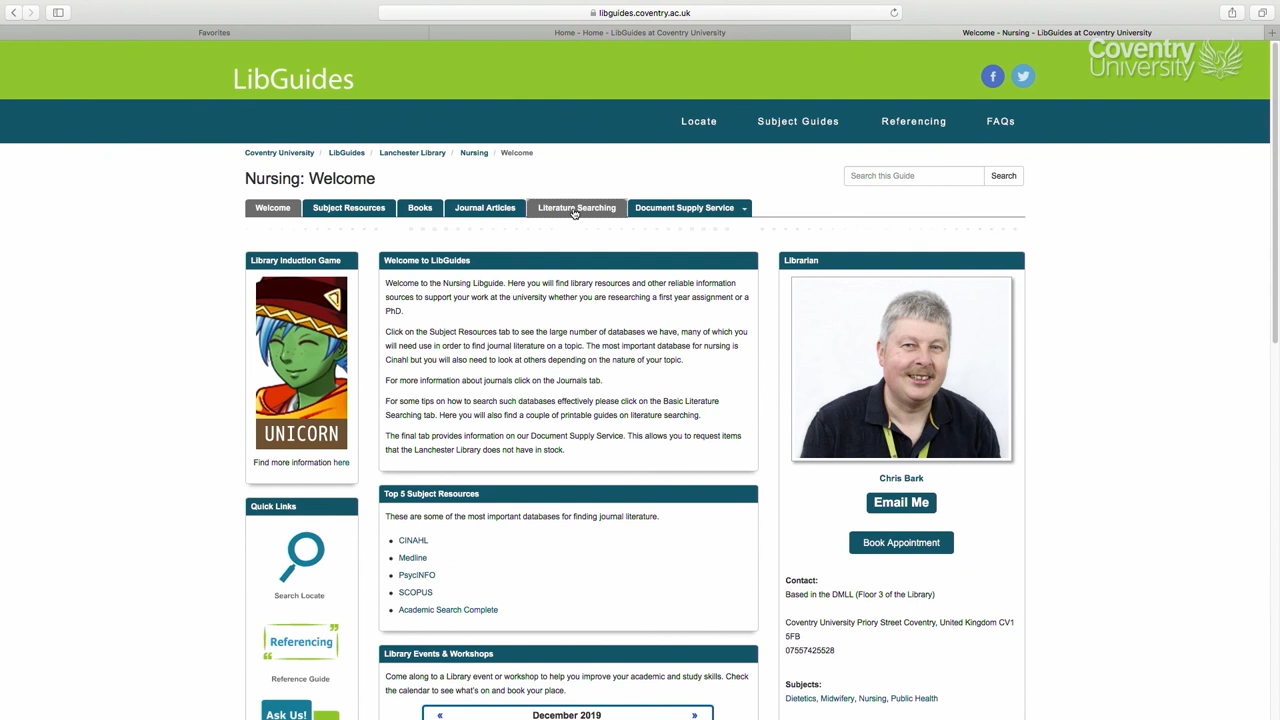 libguides.coventry.ac.uk
Favorites
Home - Home - LibGuides at Coventry University
Welcome - Nursing - LibGuides at Coventry University
Coventry University
LibGuides
Locate
Subject Guides
Referencing
FAQs
Coventry University / LibGuides / Lanchester Library / Nursing / Welcome
Nursing: Welcome
Search this Guide
Search
Welcome
Subject Resources
Books
Journal Articles
Literature Searching
Document Supply Service
Library Induction Game
UNICORN
Find more information here
Quick Links
Search Locate
Referencing
Reference Guide
Ask Us!
Welcome to LibGuides
Welcome to the Nursing Libguide. Here you will find library resources and other reliable information
sources to support your work at the university whether you are researching a first year assignment or a
PhD.
Click on the Subject Resources tab to see the large number of databases we have, many of which you
will need use in order to find journal literature on a topic. The most important database for nursing is
Cinahl but you will also need to look at others depending on the nature of your topic.
For more information about journals click on the Journals tab.
For some tips on how to search such databases effectively please click on the Basic Literature
Searching tab. Here you will also find a couple of printable guides on literature searching.
The final tab provides information on our Document Supply Service. This allows you to request items
that the Lanchester Library does not have in stock.
Top 5 Subject Resources
These are some of the most important databases for finding journal literature.
CINAHL
Medline
PsycINFO
SCOPUS
Academic Search Complete
Library Events & Workshops
Come along to a Library event or workshop to help you improve your academic and study skills. Check
the calendar to see what's on and book your place.
« December 2019 »
Librarian
Chris Bark
Email Me
Book Appointment
Contact:
Based in the DMLL (Floor 3 of the Library)
Coventry University Priory Street Coventry, United Kingdom CV1
5FB
07557425528
Subjects:
Dietetics, Midwifery, Nursing, Public Health